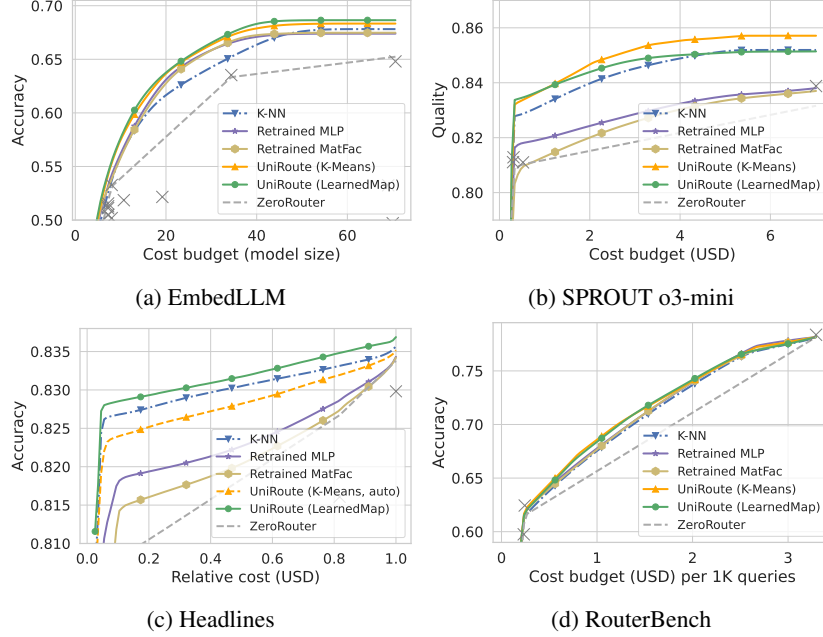 0.70
0.65
0.60
0.55
0.50
Accuracy
K-NN
Retrained MLP
Retrained MatFac
UniRoute (K-Means)
UniRoute (LearnedMap)
ZeroRouter
0 20 40 60
Cost budget (model size)
(a) EmbedLLM
0.86
0.84
0.82
0.80
Quality
K-NN
Retrained MLP
Retrained MatFac
UniRoute (K-Means)
UniRoute (LearnedMap)
ZeroRouter
0 2 4 6
Cost budget (USD)
(b) SPROUT o3-mini
0.835
0.830
0.825
0.820
0.815
0.810
Accuracy
K-NN
Retrained MLP
Retrained MatFac
UniRoute (K-Means, auto)
UniRoute (LearnedMap)
ZeroRouter
0.0 0.2 0.4 0.6 0.8 1.0
Relative cost (USD)
(c) Headlines
0.75
0.70
0.65
0.60
Accuracy
K-NN
Retrained MLP
Retrained MatFac
UniRoute (K-Means)
UniRoute (LearnedMap)
ZeroRouter
0 1 2 3
Cost budget (USD) per 1K queries
(d) RouterBench